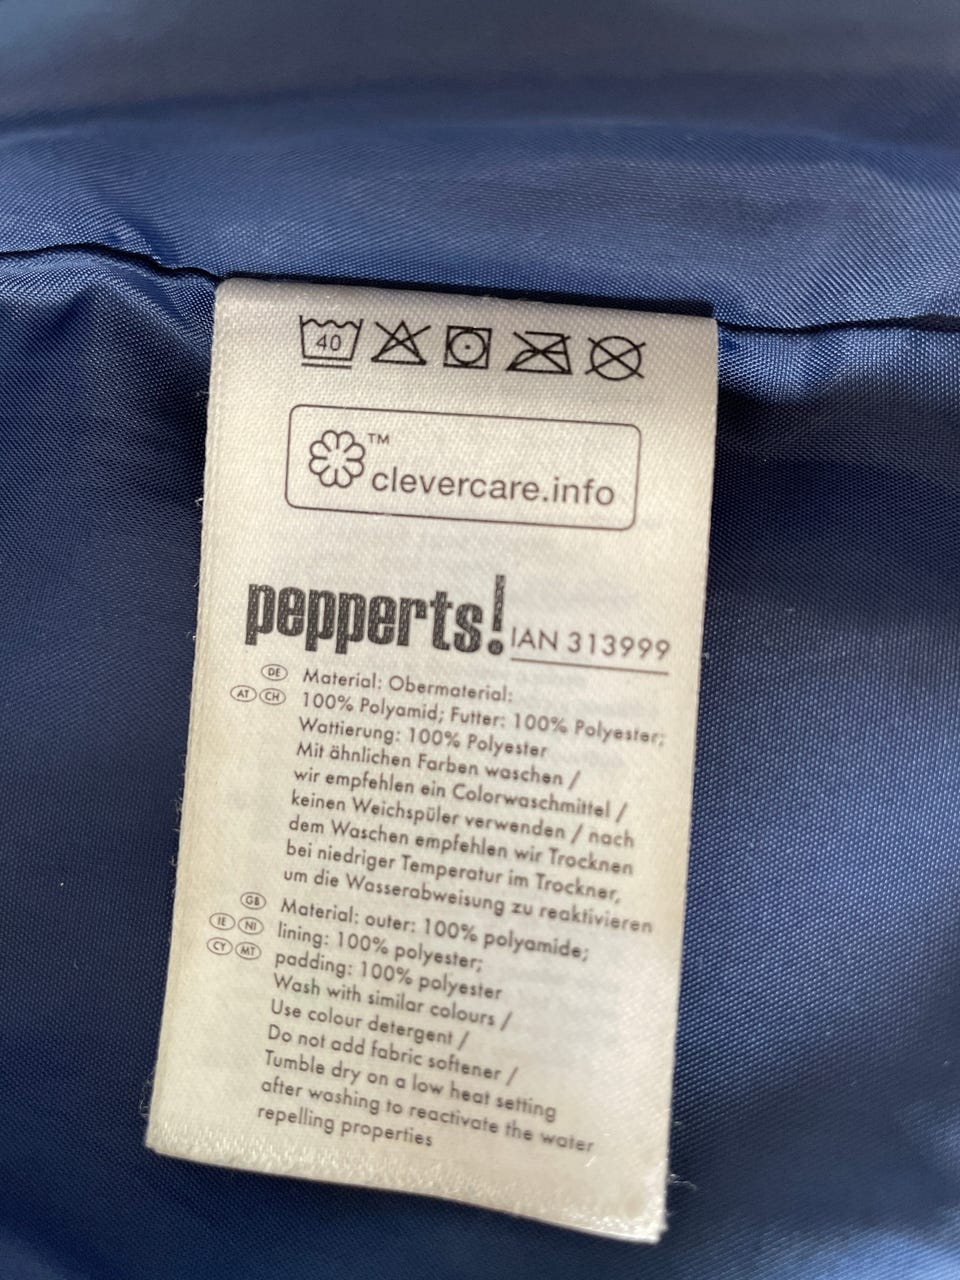 40
™
clevercare.info
pepperts!® IAN 313999
DE Material: Obermaterial:
AT CH 100% Polyamid; Futter: 100% Polyester;
Wattierung: 100% Polyester
Mit ähnlichen Farben waschen /
wir empfehlen ein Colorwaschmittel /
keinen Weichspüler verwenden / nach
dem Waschen empfehlen wir Trocknen
bei niedriger Temperatur im Trockner,
um die Wasserabweisung zu reaktivieren
GB Material: outer: 100% polyamide;
IE NI lining: 100% polyester;
CY MT padding: 100% polyester
Wash with similar colours /
Use colour detergent /
Do not add fabric softener /
Tumble dry on a low heat setting
after washing to reactivate the water
repelling properties